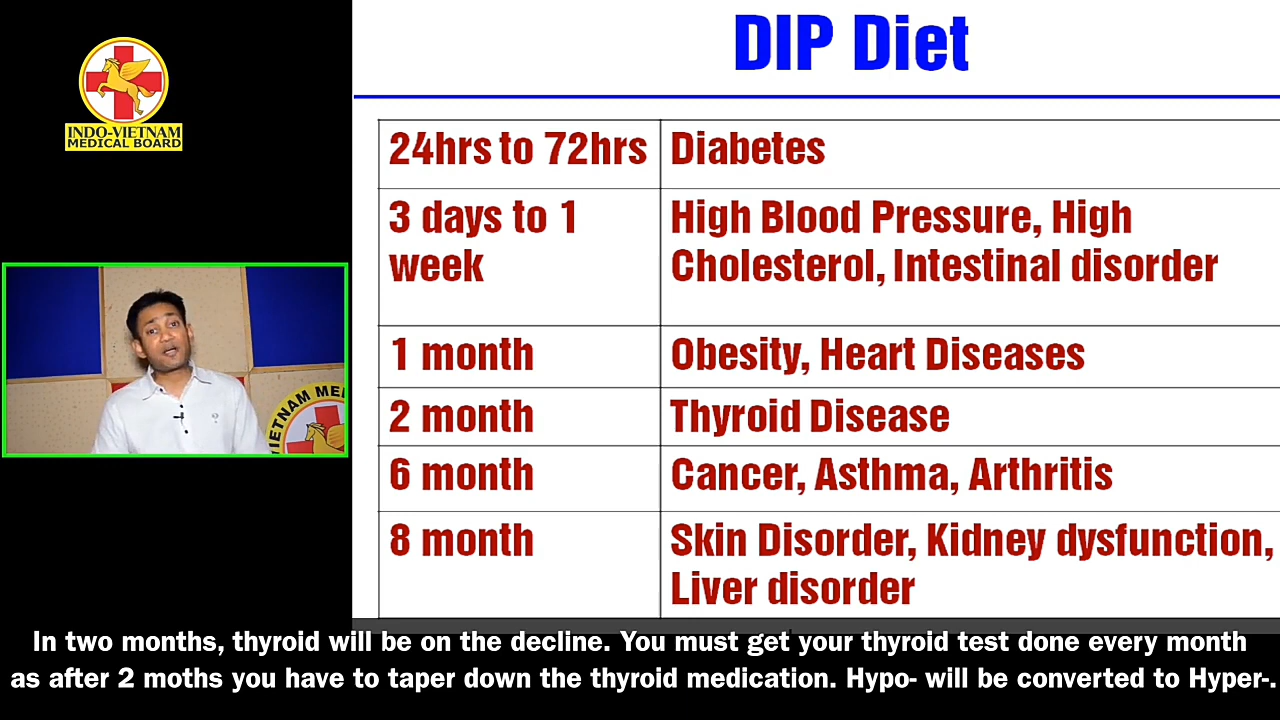 INDO-VIETNAM
MEDICAL BOARD
DIP Diet
24hrs to 72hrs
Diabetes
3 days to 1
week
High Blood Pressure, High
Cholesterol, Intestinal disorder
1 month
Obesity, Heart Diseases
2 month
Thyroid Disease
6 month
Cancer, Asthma, Arthritis
8 month
Skin Disorder, Kidney dysfunction,
Liver disorder
IETNAM ME
In two months, thyroid will be on the decline. You must get your thyroid test done every month
as after 2 moths you have to taper down the thyroid medication. Hypo- will be converted to Hyper-.